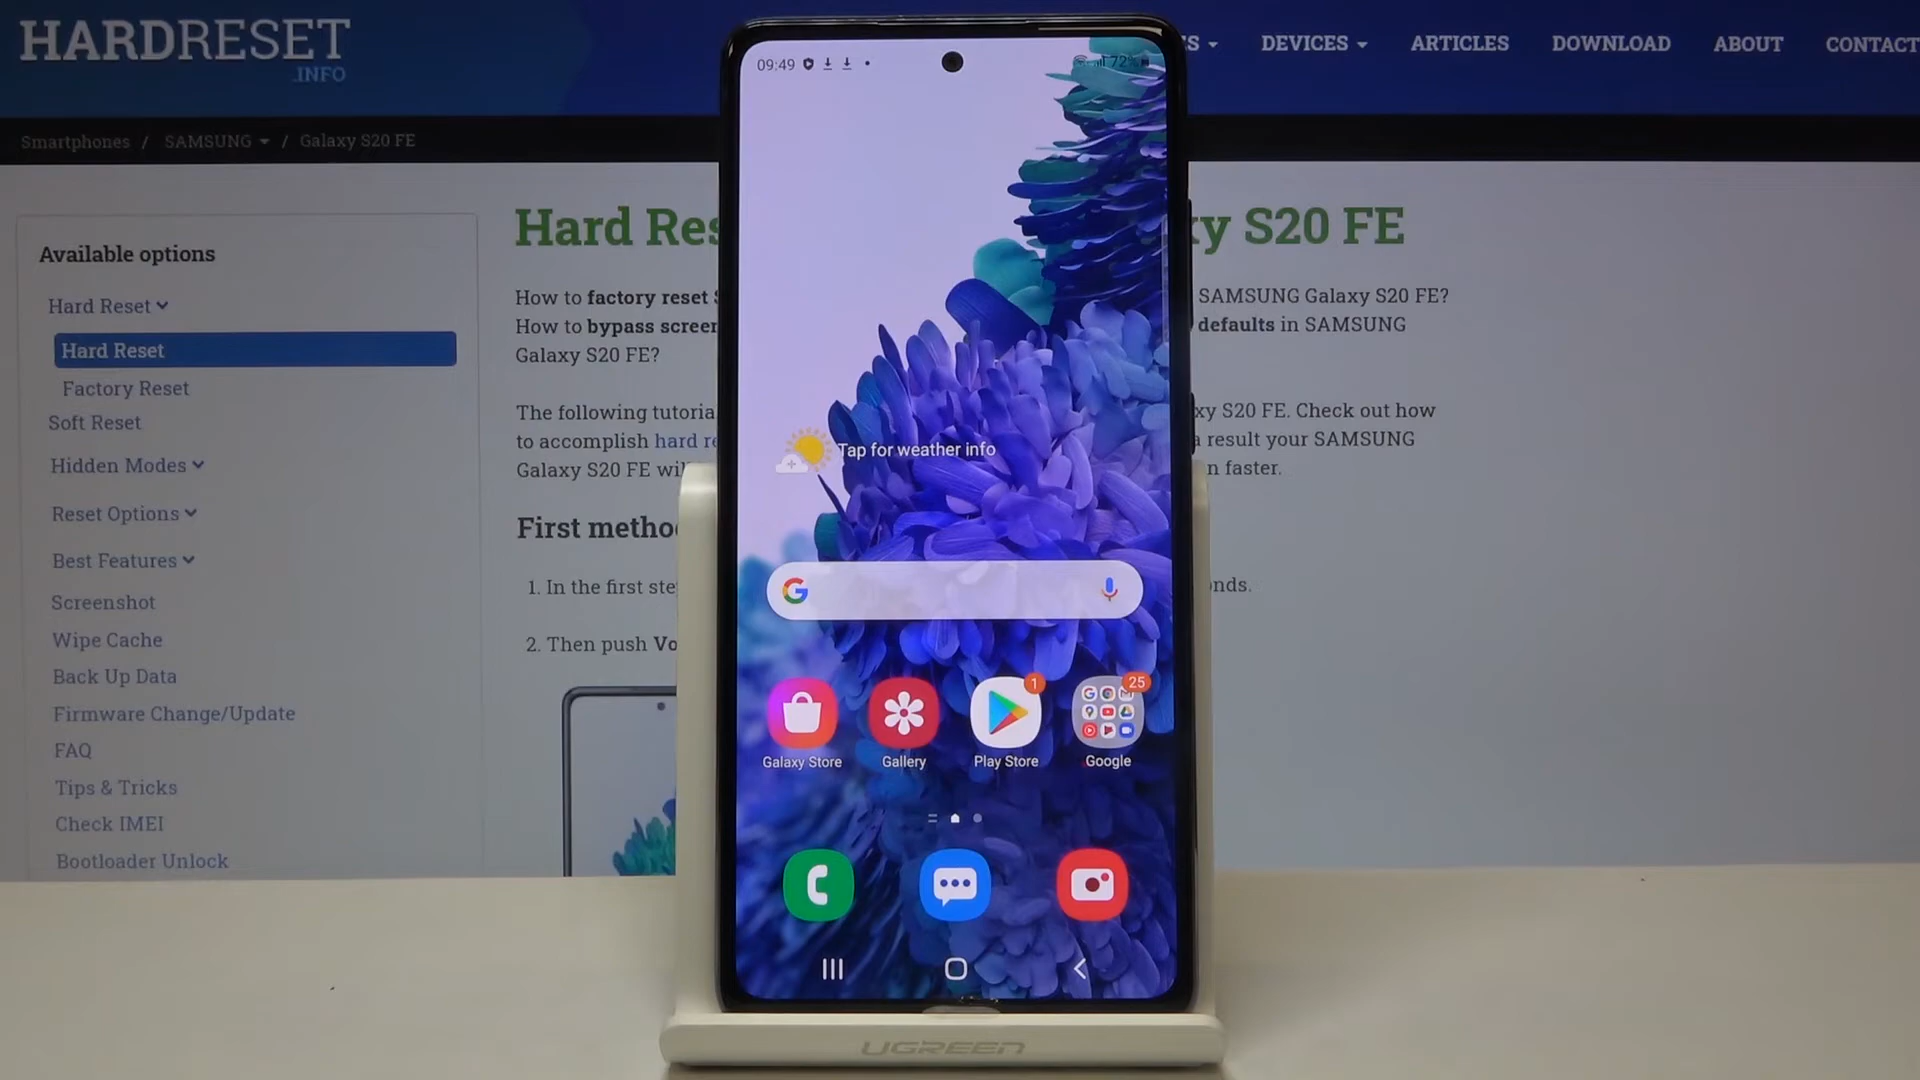 HARDRESET
.INFO
DEVICES
ARTICLES
DOWNLOAD
ABOUT
CONTACT
Smartphones / SAMSUNG / Galaxy S20 FE
Available options
Hard Reset
Hard Reset
Factory Reset
Soft Reset
Hidden Modes
Reset Options
Best Features
Screenshot
Wipe Cache
Back Up Data
Firmware Change/Update
FAQ
Tips & Tricks
Check IMEI
Bootloader Unlock
Hard Res
y S20 FE
How to factory reset
SAMSUNG Galaxy S20 FE?
How to bypass screen
defaults in SAMSUNG
Galaxy S20 FE?
The following tutoria
xy S20 FE. Check out how
to accomplish hard re
a result your SAMSUNG
Galaxy S20 FE wil
n faster.
First metho
1. In the first ste
nds.
2. Then push Vo
09:49
72%
Tap for weather info
1
25
Galaxy Store
Gallery
Play Store
Google
UGREEN